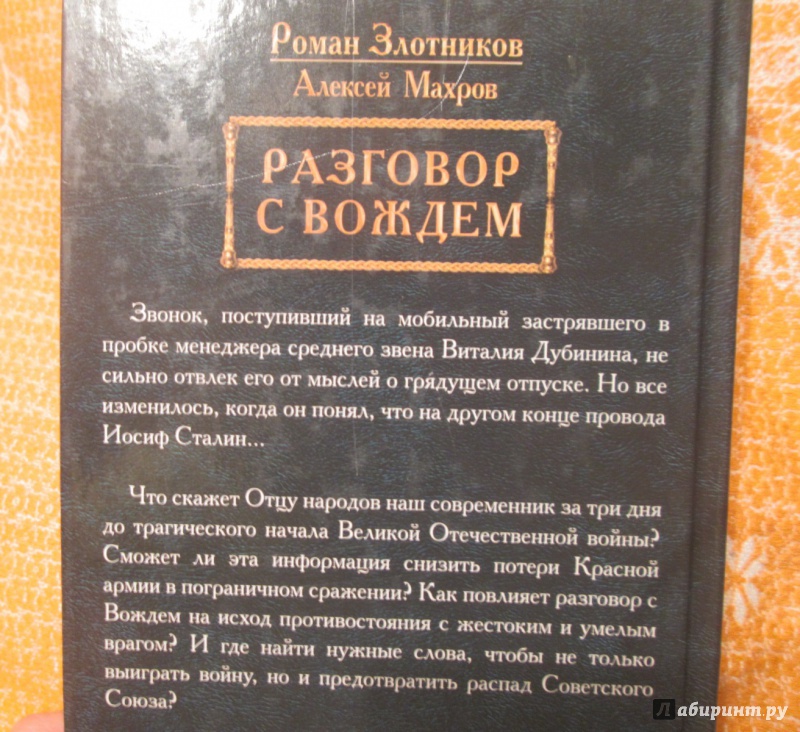 Роман Злотников
Алексей Махров
РАЗГОВОР
С ВОЖДЕМ
Звонок, поступивший на мобильный застрявшего в
пробке менеджера среднего звена Виталия Дубинина, не
сильно отвлек его от мыслей о грядущем отпуске. Но все
изменилось, когда он понял, что на другом конце провода
Иосиф Сталин...
Что скажет Отцу народов наш современник за три дня
до трагического начала Великой Отечественной войны?
Сможет ли эта информация снизить потери Красной
армии в пограничном сражении? Как повлияет разговор с
Вождем на исход противостояния с жестоким и умелым
врагом? И где найти нужные слова, чтобы не только
выиграть войну, но и предотвратить распад Советского
Союза?
Лабиринт.ру